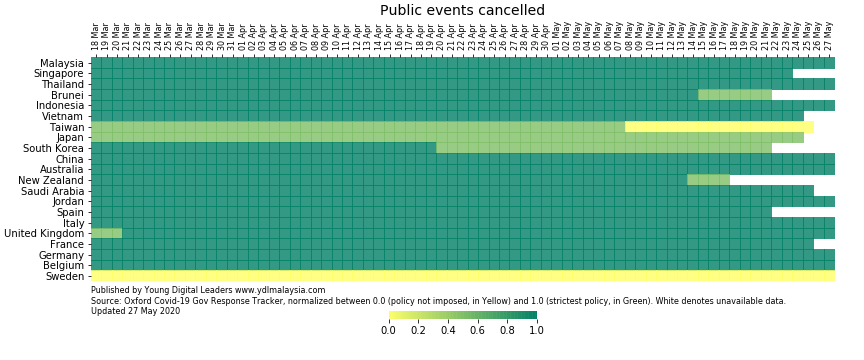 Public events cancelled
18 Mar 19 Mar 20 Mar 21 Mar 22 Mar 23 Mar 24 Mar 25 Mar 26 Mar 27 Mar 28 Mar 29 Mar 30 Mar 31 Mar 01 Apr 02 Apr 03 Apr 04 Apr 05 Apr 06 Apr 07 Apr 08 Apr 09 Apr 10 Apr 11 Apr 12 Apr 13 Apr 14 Apr 15 Apr 16 Apr 17 Apr 18 Apr 19 Apr 20 Apr 21 Apr 22 Apr 23 Apr 24 Apr 25 Apr 26 Apr 27 Apr 28 Apr 29 Apr 30 Apr 01 May 02 May 03 May 04 May 05 May 06 May 07 May 08 May 09 May 10 May 11 May 12 May 13 May 14 May 15 May 16 May 17 May 18 May 19 May 20 May 21 May 22 May 23 May 24 May 25 May 26 May 27 May
Malaysia
Singapore
Thailand
Brunei
Indonesia
Vietnam
Taiwan
Japan
South Korea
China
Australia
New Zealand
Saudi Arabia
Jordan
Spain
Italy
United Kingdom
France
Germany
Belgium
Sweden
Published by Young Digital Leaders www.ydlmalaysia.com
Source: Oxford Covid-19 Gov Response Tracker, normalized between 0.0 (policy not imposed, in Yellow) and 1.0 (strictest policy, in Green). White denotes unavailable data.
Updated 27 May 2020
0.0 0.2 0.4 0.6 0.8 1.0